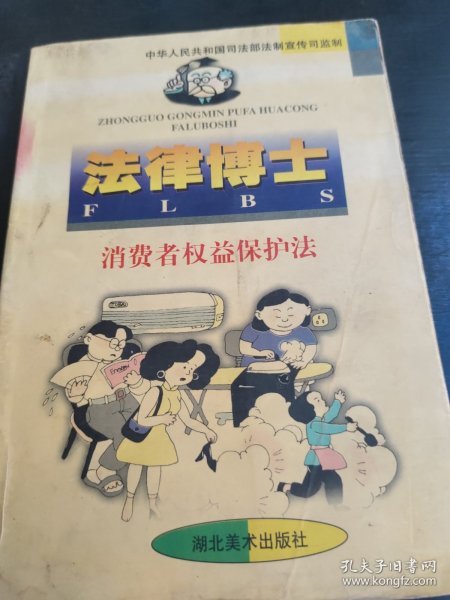 中华人民共和国司法部法制宣传司监制
ZHONGGUO GONGMIN PUFA HUACONG
FALUBOSHI
法律博士
F L B S
消费者权益保护法
湖北美术出版社
孔夫子旧书网
www.kongfz.com